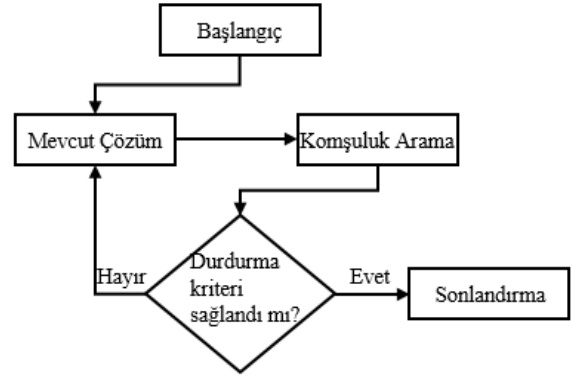 Başlangıç
Mevcut Çözüm
Komşuluk Arama
Hayır
Durdurma
kriteri
sağlandı mı?
Evet
Sonlandırma